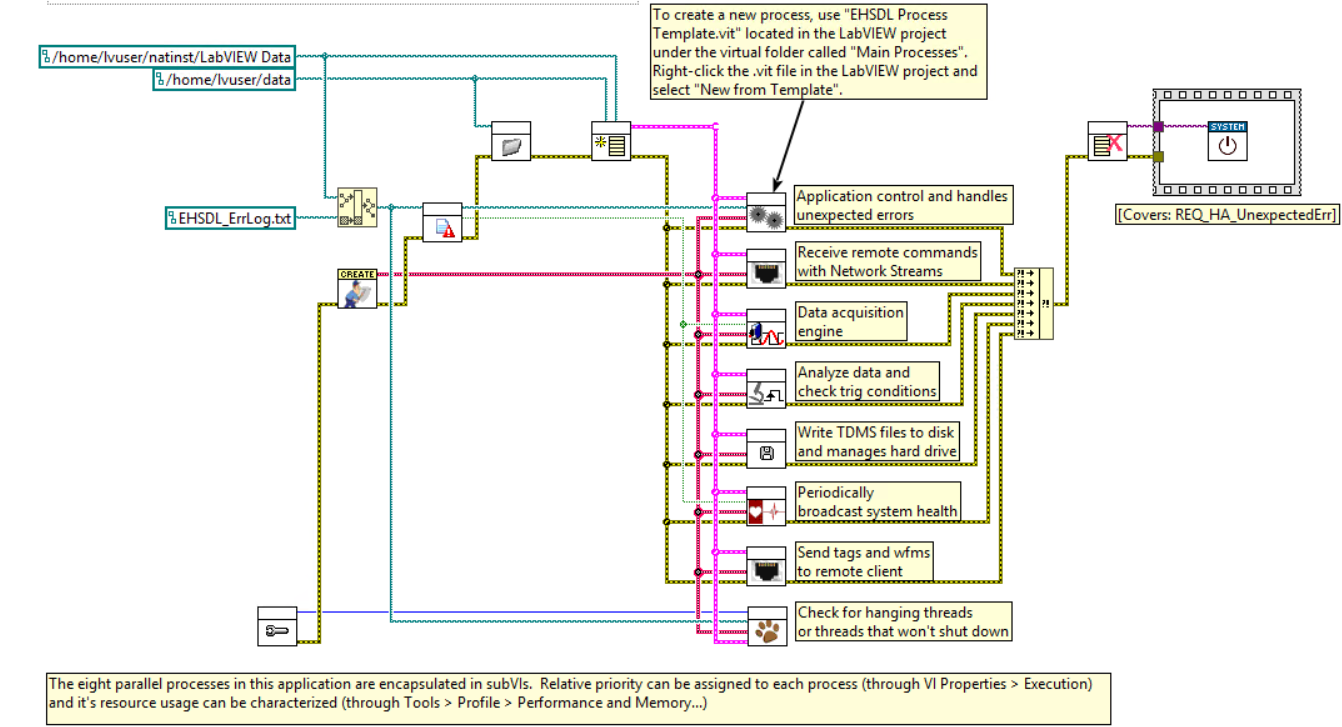 To create a new process, use "EHSDL Process
Template.vit" located in the LabVIEW project
under the virtual folder called "Main Processes".
Right-click the .vit file in the LabVIEW project and
select "New from Template".
/home/lvuser/natinst/LabVIEW Data
/home/lvuser/data
EHSDL_ErrLog.txt
CREATE
SYSTEM
[Covers: REQ_HA_UnexpectedErr]
Application control and handles
unexpected errors
Receive remote commands
with Network Streams
Data acquisition
engine
Analyze data and
check trig conditions
Write TDMS files to disk
and manages hard drive
Periodically
broadcast system health
Send tags and wfms
to remote client
Check for hanging threads
or threads that won't shut down
?!
?!
?!
?!
?!
?!
?!
?!
The eight parallel processes in this application are encapsulated in subVIs.  Relative priority can be assigned to each process (through VI Properties > Execution)
and it's resource usage can be characterized (through Tools > Profile > Performance and Memory...)